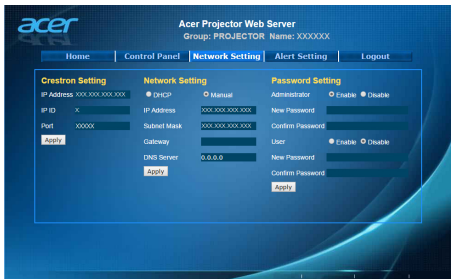 acer
Acer Projector Web Server
Group: PROJECTOR Name: XXXXXX
Home Control Panel Network Setting Alert Setting Logout
Crestron Setting
IP Address XXX.XXX.XXX.XXX
IP ID X
Port XXXXX
Apply
Network Setting
DHCP Manual
IP Address XXX.XXX.XXX.XXX
Subnet Mask XXX.XXX.XXX.XXX
Gateway
DNS Server 0.0.0.0
Apply
Password Setting
Administrator Enable Disable
New Password
Confirm Password
User Enable Disable
New Password
Confirm Password
Apply